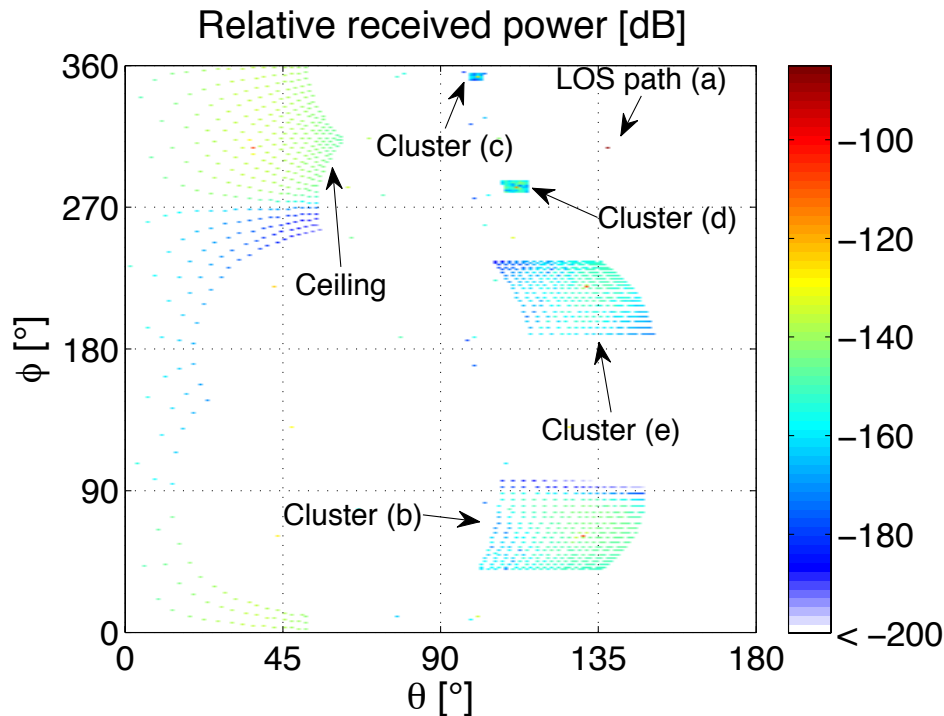 Relative received power [dB]
360
270
180
90
0
ϕ [°]
0
45
90
135
180
θ [°]
LOS path (a)
Cluster (c)
Cluster (d)
Ceiling
Cluster (e)
Cluster (b)
−100
−120
−140
−160
−180
< −200